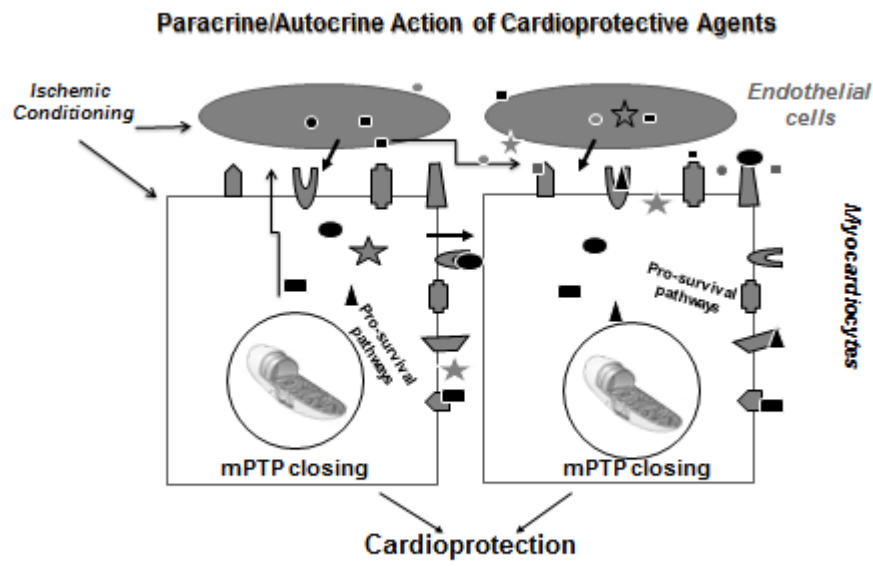 Paracrine/Autocrine Action of Cardioprotective Agents
Ischemic
Conditioning
Endothelial
cells
Myocardiocytes
Pro-survival
pathways
Pro-survival
pathways
mPTP closing
mPTP closing
Cardioprotection